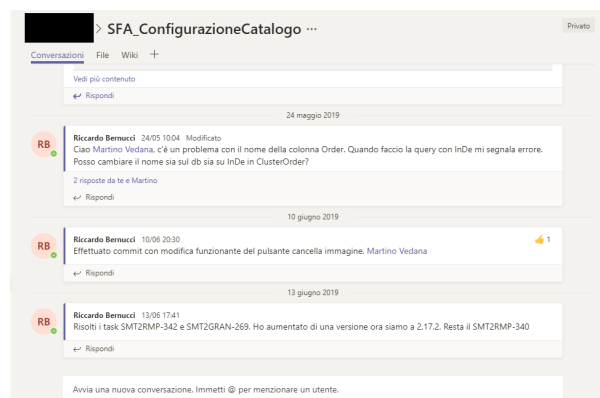 > SFA_ConfigurazioneCatalogo ...
Privato
Conversazioni File Wiki +
Vedi più contenuto
Rispondi
24 maggio 2019
RB
Riccardo Bernucci 24/05 10:04 Modificato
Ciao Martino Vedana, c'è un problema con il nome della colonna Order. Quando faccio la query con InDe mi segnala errore.
Posso cambiare il nome sia sul db sia su InDe in ClusterOrder?
2 risposte da te e Martino
Rispondi
10 giugno 2019
RB
Riccardo Bernucci 10/06 20:30
👍 1
Effettuato commit con modifica funzionante del pulsante cancella immagine. Martino Vedana
Rispondi
13 giugno 2019
RB
Riccardo Bernucci 13/06 17:41
Risolti i task SMT2RMP-342 e SMT2GRAN-269. Ho aumentato di una versione ora siamo a 2.17.2. Resta il SMT2RMP-340
Rispondi
Avvia una nuova conversazione. Immetti @ per menzionare un utente.